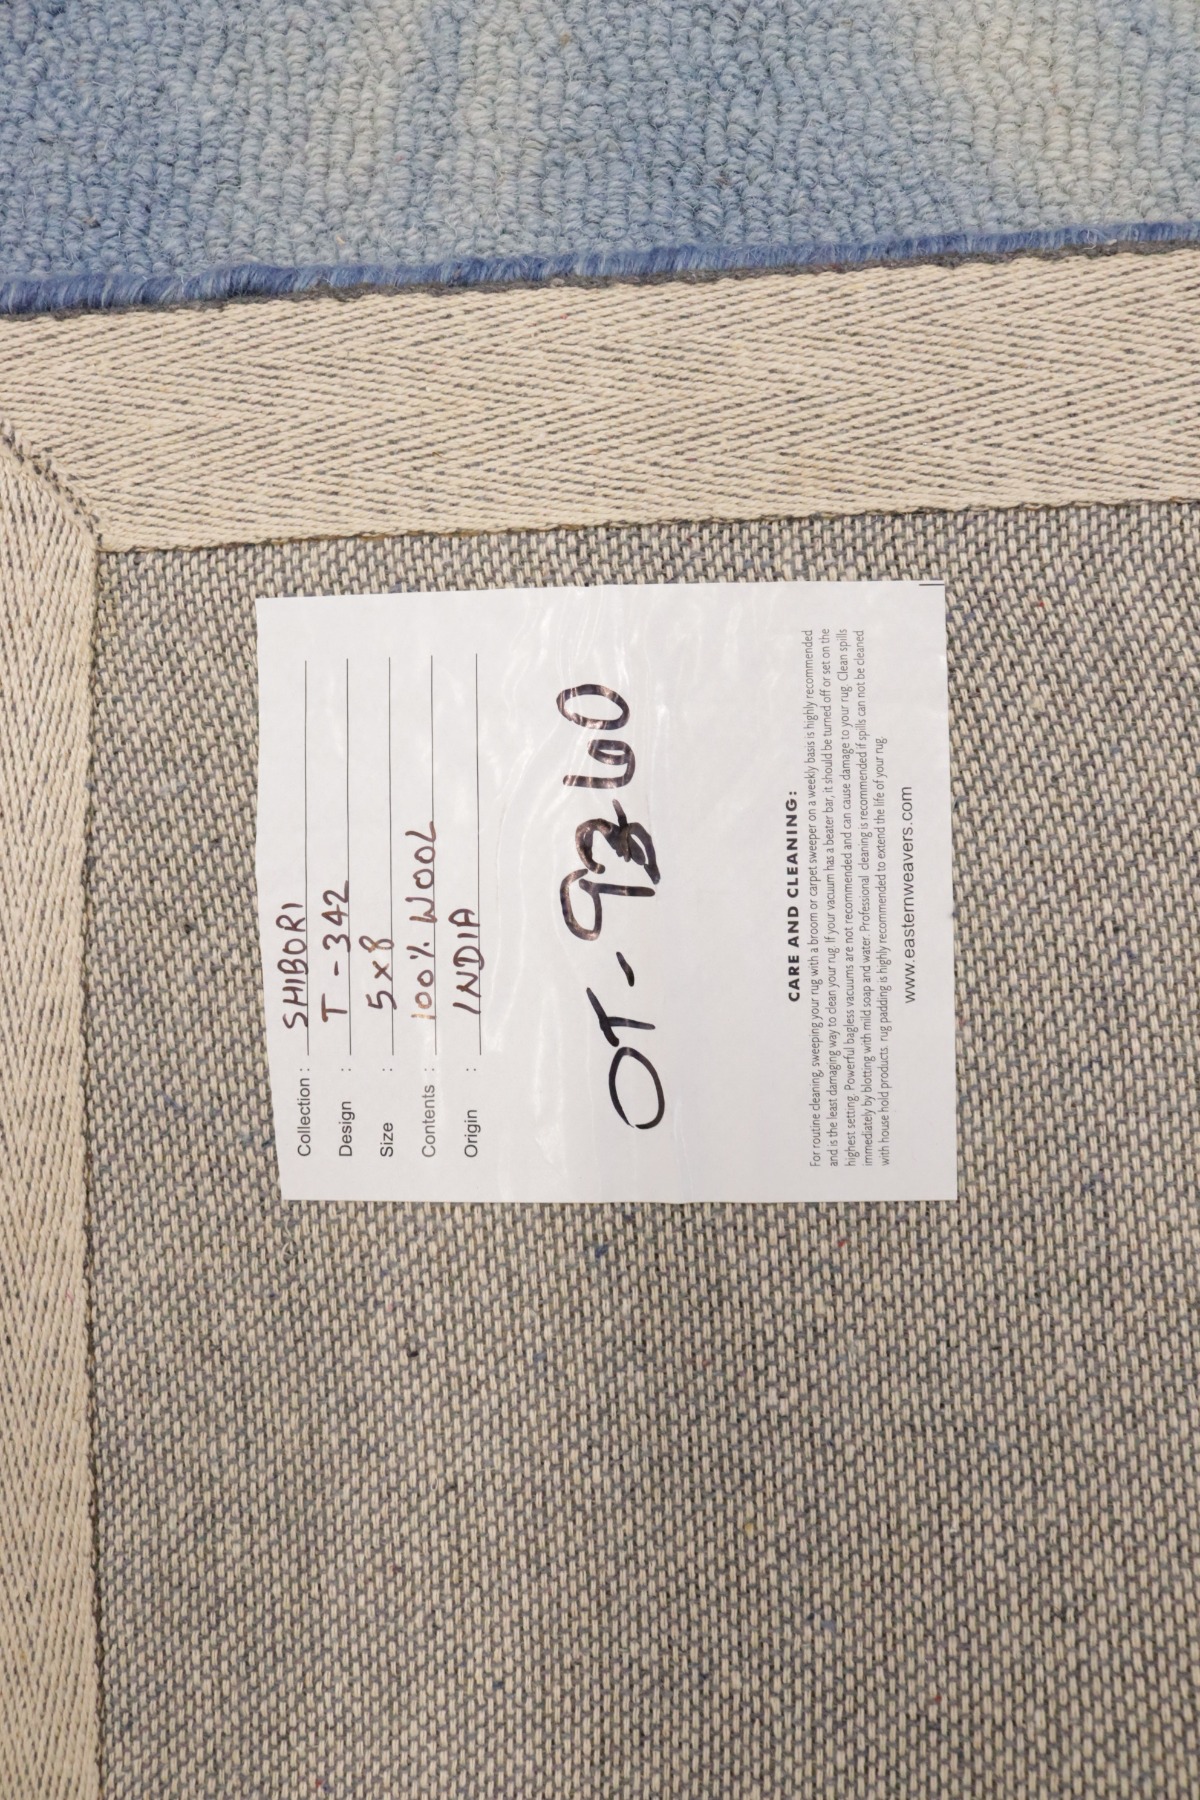 Collection : SHIBORI
Design : T-342
Size : 5x8
Contents : 100% WOOL
Origin : INDIA
OT-9360
CARE AND CLEANING:
For routine cleaning, sweeping your rug with a broom or carpet sweeper on a weekly basis is highly recommended
and is the least damaging way to clean your rug. If your vacuum has a beater bar, it should be turned off or set on the
highest setting. Powerful bagless vacuums are not recommended and can cause damage to your rug. Clean spills
immediately by blotting with mild soap and water. Professional cleaning is recommended if spills can not be cleaned
with house hold products. rug padding is highly recommended to extend the life of your rug.
www.easternweavers.com